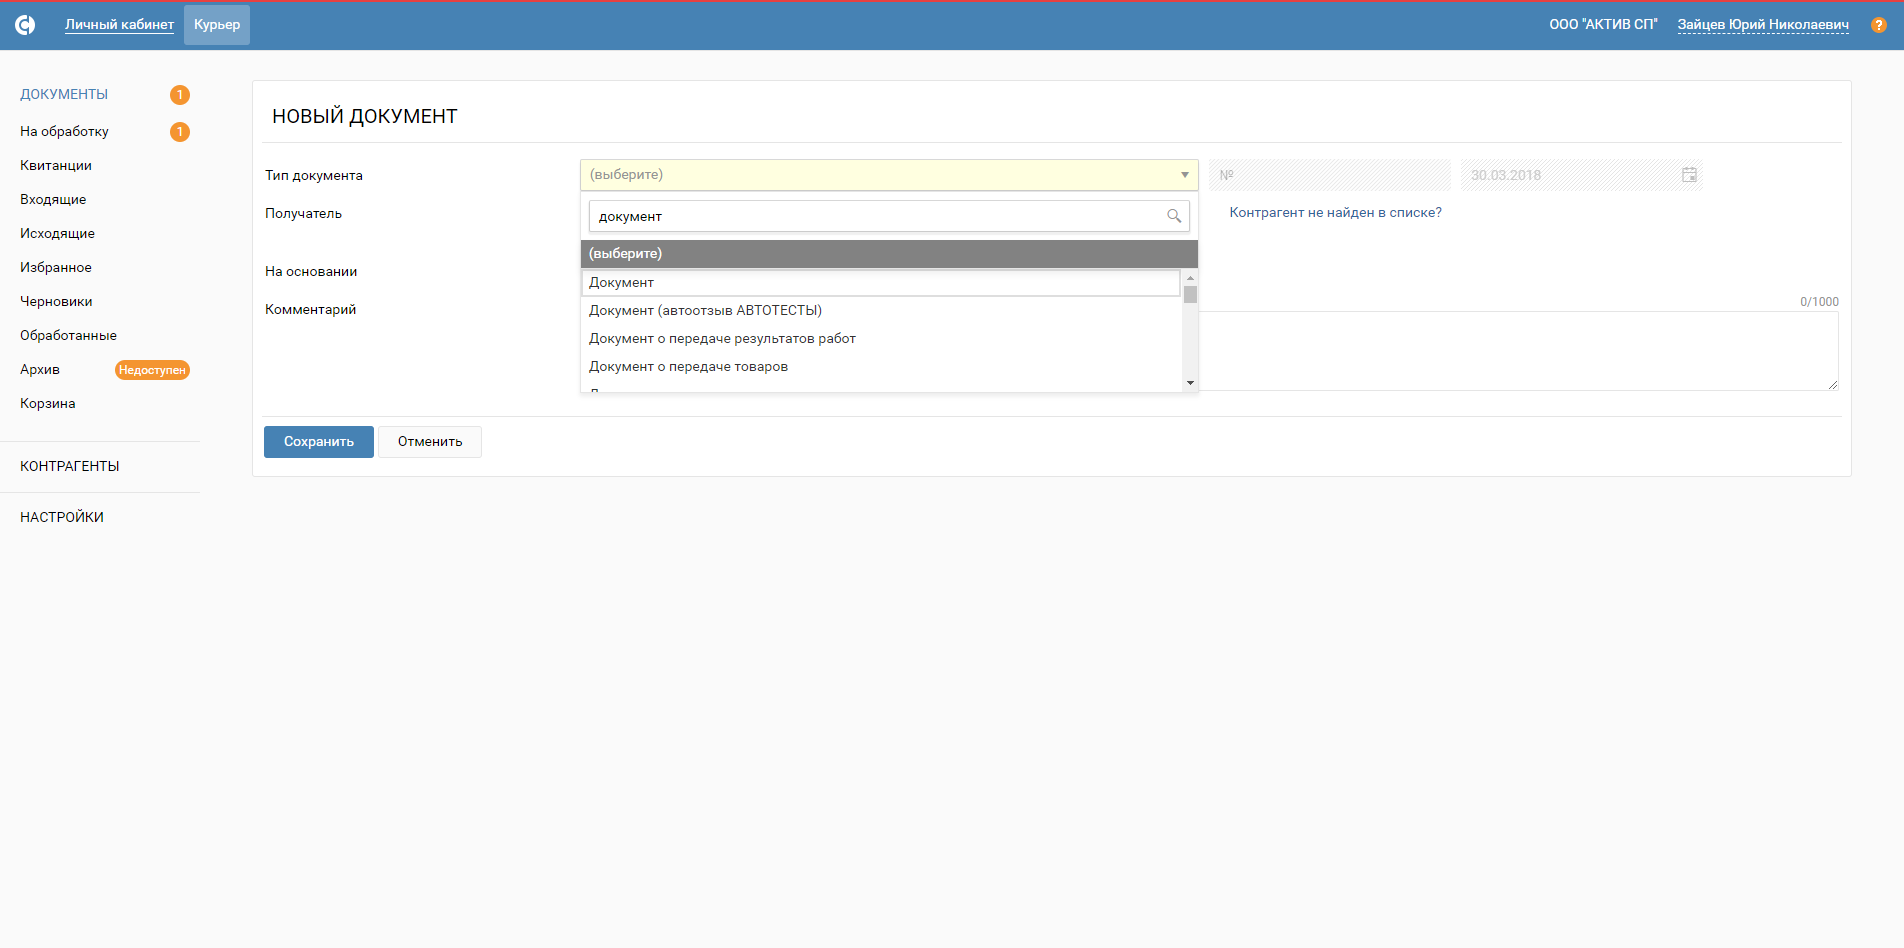 Личный кабинет
Курьер
ООО "АКТИВ СП"
Зайцев Юрий Николаевич
?
ДОКУМЕНТЫ 1
На обработку 1
Квитанции
Входящие
Исходящие
Избранное
Черновики
Обработанные
Архив Недоступен
Корзина
КОНТРАГЕНТЫ
НАСТРОЙКИ
НОВЫЙ ДОКУМЕНТ
Тип документа
(выберите)
№
30.03.2018
Получатель
документ
Контрагент не найден в списке?
(выберите)
На основании
Документ
Комментарий
Документ (автоотзыв АВТОТЕСТЫ)
0/1000
Документ о передаче результатов работ
Документ о передаче товаров
Сохранить
Отменить